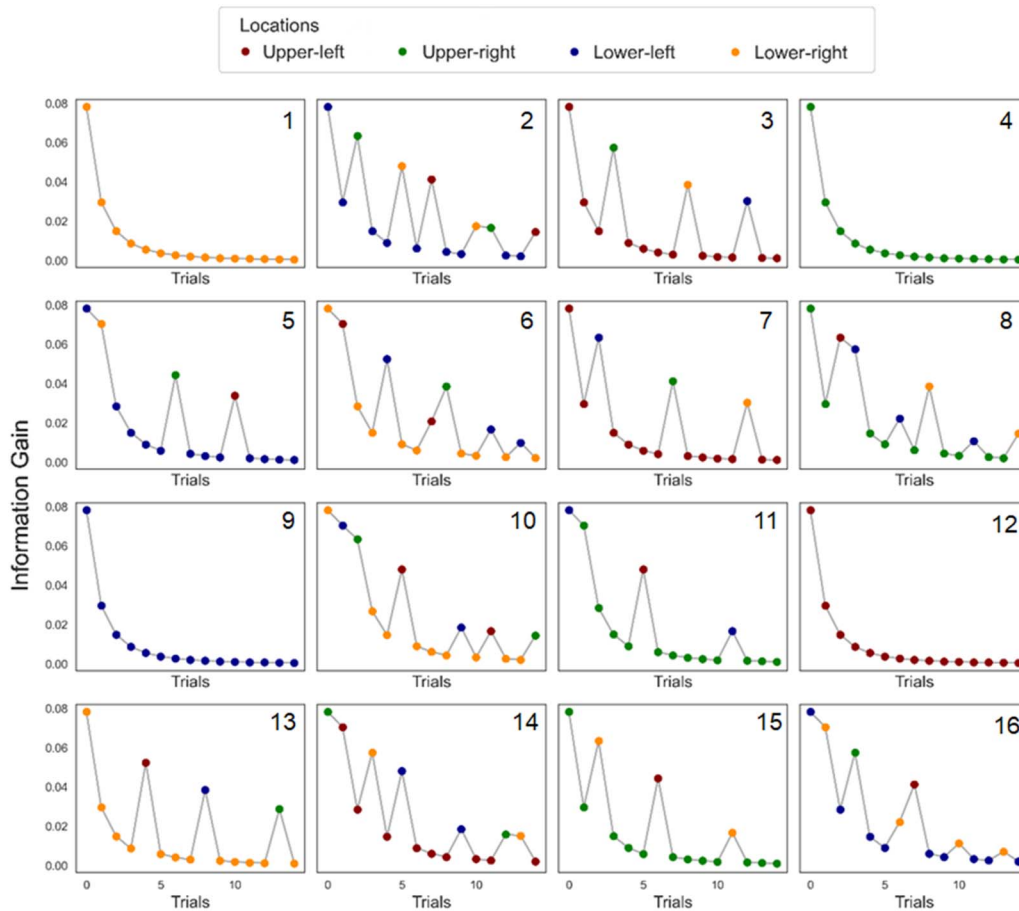 Locations
Upper-left Upper-right Lower-left Lower-right
Information Gain
0.08 1 2 3 4
0.06
0.04
0.02
0.00
Trials Trials Trials Trials
0.08 5 6 7 8
0.06
0.04
0.02
0.00
Trials Trials Trials Trials
0.08 9 10 11 12
0.06
0.04
0.02
0.00
Trials Trials Trials Trials
0.08 13 14 15 16
0.06
0.04
0.02
0.00
0 5 10 0 5 10 0 5 10 0 5 10
Trials Trials Trials Trials